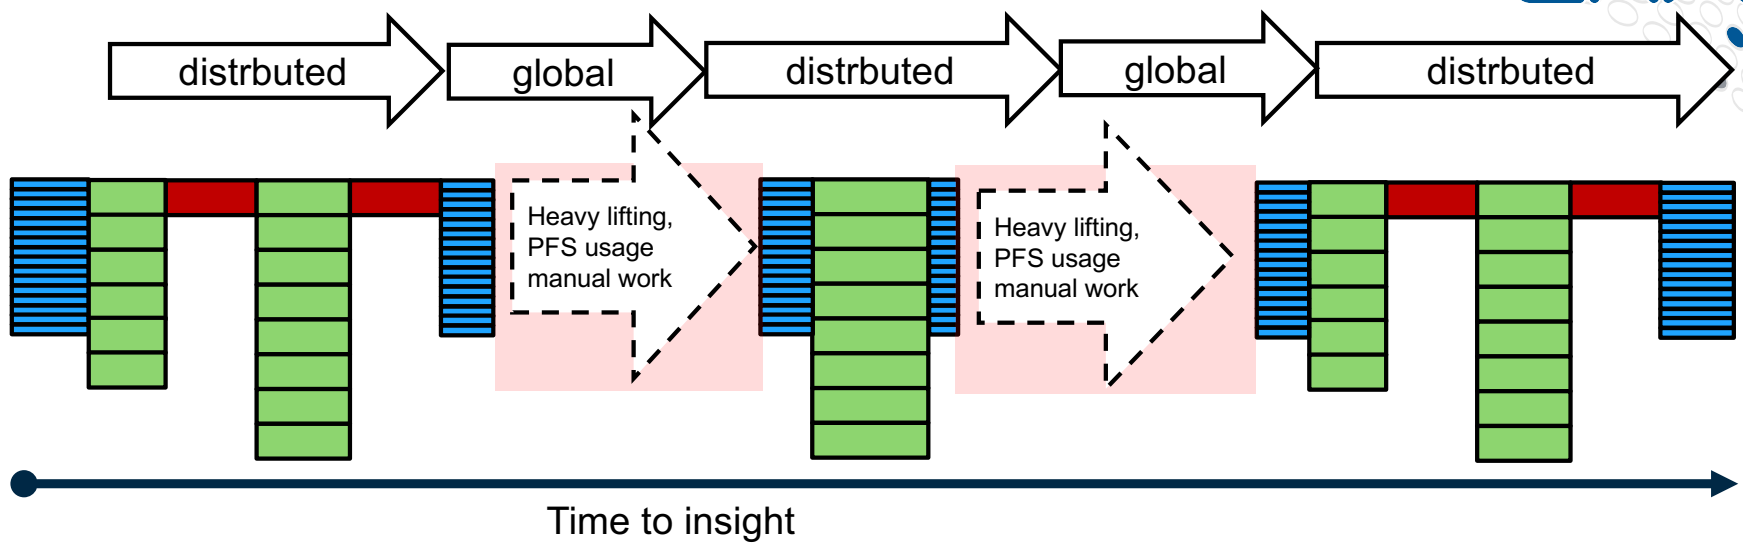 distrbuted
global
distrbuted
global
distrbuted
Heavy lifting,
PFS usage
manual work
Heavy lifting,
PFS usage
manual work
Time to insight